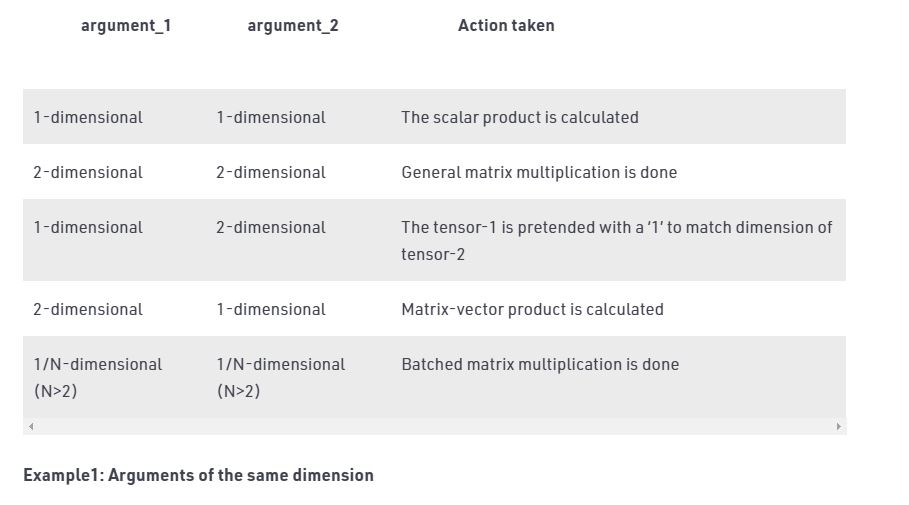 argument_1 argument_2 Action taken
1-dimensional 1-dimensional The scalar product is calculated
2-dimensional 2-dimensional General matrix multiplication is done
1-dimensional 2-dimensional The tensor-1 is pretended with a ‘1’ to match dimension of
tensor-2
2-dimensional 1-dimensional Matrix-vector product is calculated
1/N-dimensional 1/N-dimensional Batched matrix multiplication is done
(N>2) (N>2)
Example1: Arguments of the same dimension